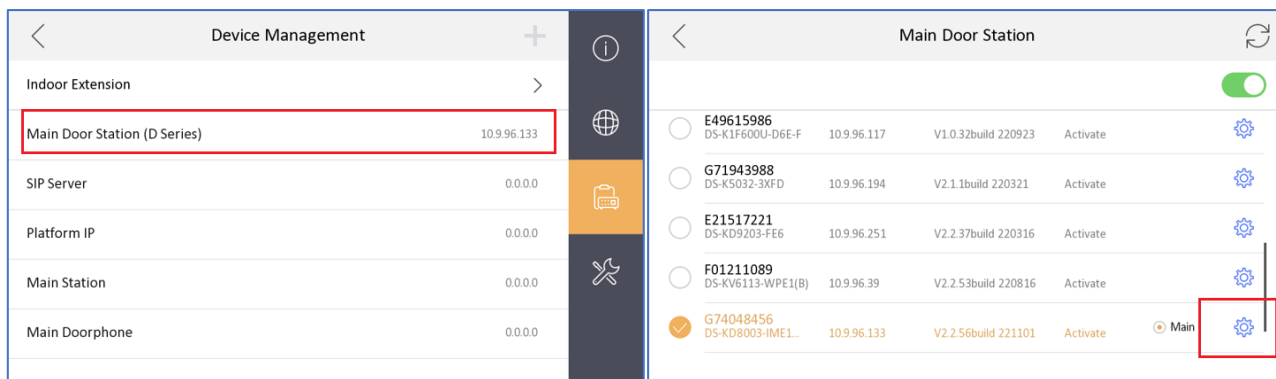 Device Management
Indoor Extension
Main Door Station (D Series) 10.9.96.133
SIP Server 0.0.0.0
Platform IP 0.0.0.0
Main Station 0.0.0.0
Main Doorphone 0.0.0.0
Main Door Station
E49615986
DS-K1F600U-D6E-F 10.9.96.117 V1.0.32build 220923 Activate
G71943988
DS-K5032-3XFD 10.9.96.194 V2.1.1build 220321 Activate
E21517221
DS-KD9203-FE6 10.9.96.251 V2.2.37build 220316 Activate
F01211089
DS-KV6113-WPE1(B) 10.9.96.39 V2.2.53build 220816 Activate
G74048456
DS-KD8003-IME1... 10.9.96.133 V2.2.56build 221101 Activate Main